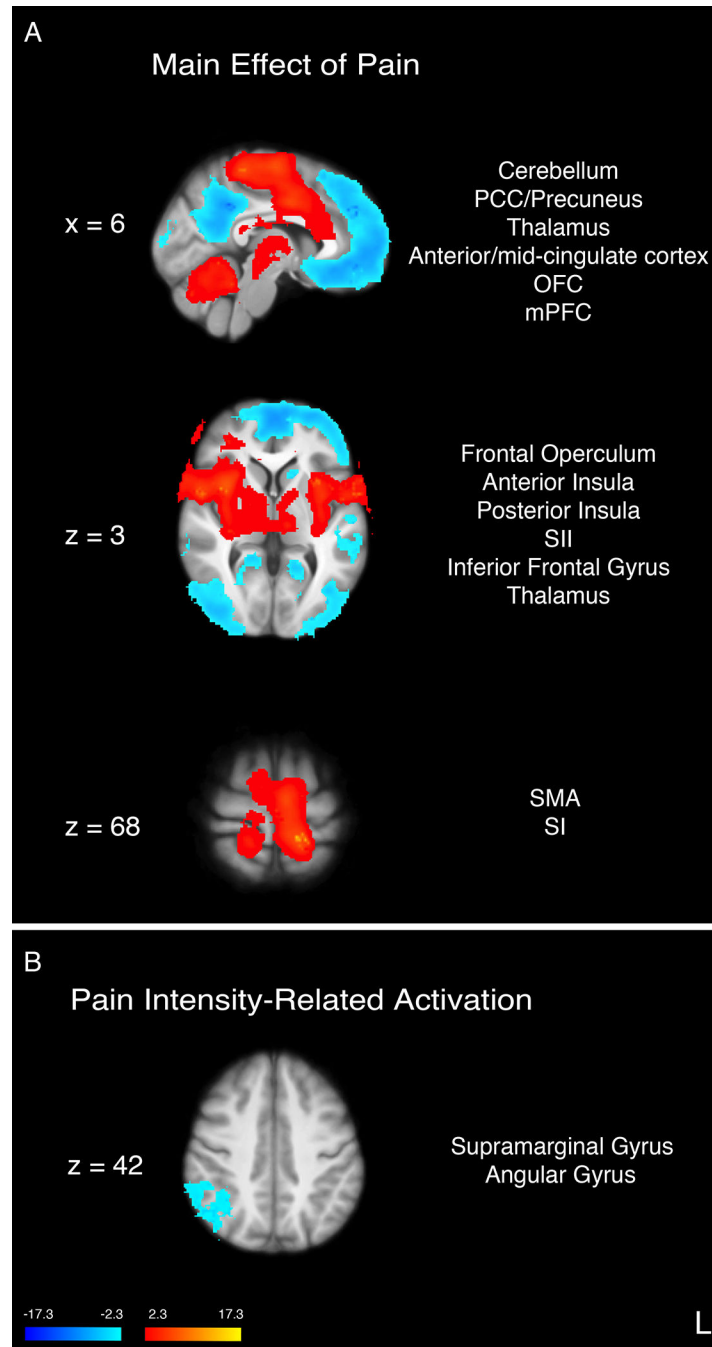 A
Main Effect of Pain
x = 6
Cerebellum
PCC/Precuneus
Thalamus
Anterior/mid-cingulate cortex
OFC
mPFC
z = 3
Frontal Operculum
Anterior Insula
Posterior Insula
SII
Inferior Frontal Gyrus
Thalamus
z = 68
SMA
SI
B
Pain Intensity-Related Activation
z = 42
Supramarginal Gyrus
Angular Gyrus
-17.3 -2.3 2.3 17.3
L